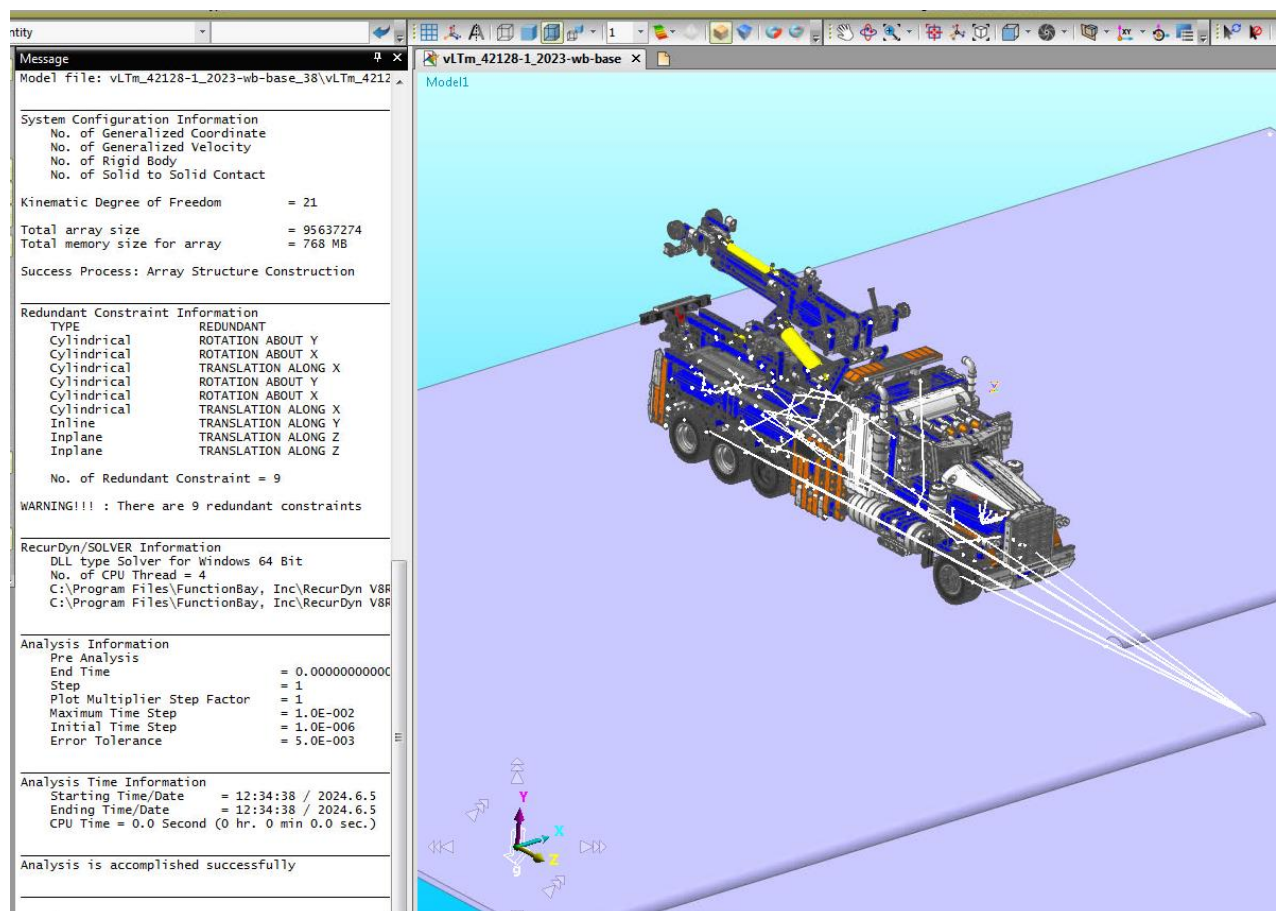 ntity
1
Message
vLTm_42128-1_2023-wb-base
Model file: vLTm_42128-1_2023-wb-base_38\vLTm_4212
Model1
System Configuration Information
No. of Generalized Coordinate
No. of Generalized Velocity
No. of Rigid Body
No. of Solid to Solid Contact
Kinematic Degree of Freedom = 21
Total array size = 95637274
Total memory size for array = 768 MB
Success Process: Array Structure Construction
Redundant Constraint Information
TYPE REDUNDANT
Cylindrical ROTATION ABOUT Y
Cylindrical ROTATION ABOUT X
Cylindrical TRANSLATION ALONG X
Cylindrical ROTATION ABOUT Y
Cylindrical ROTATION ABOUT X
Cylindrical TRANSLATION ALONG X
Inline TRANSLATION ALONG Y
Inplane TRANSLATION ALONG Z
Inplane TRANSLATION ALONG Z
No. of Redundant Constraint = 9
WARNING!!! : There are 9 redundant constraints
RecurDyn/SOLVER Information
DLL type Solver for Windows 64 Bit
No. of CPU Thread = 4
C:\Program Files\FunctionBay, Inc\RecurDyn V8R
C:\Program Files\FunctionBay, Inc\RecurDyn V8R
Analysis Information
Pre Analysis
End Time = 0.00000000000
Step = 1
Plot Multiplier Step Factor = 1
Maximum Time Step = 1.0E-002
Initial Time Step = 1.0E-006
Error Tolerance = 5.0E-003
Analysis Time Information
Starting Time/Date = 12:34:38 / 2024.6.5
Ending Time/Date = 12:34:38 / 2024.6.5
CPU Time = 0.0 Second (0 hr. 0 min 0.0 sec.)
Analysis is accomplished successfully
Y
X
Z
g